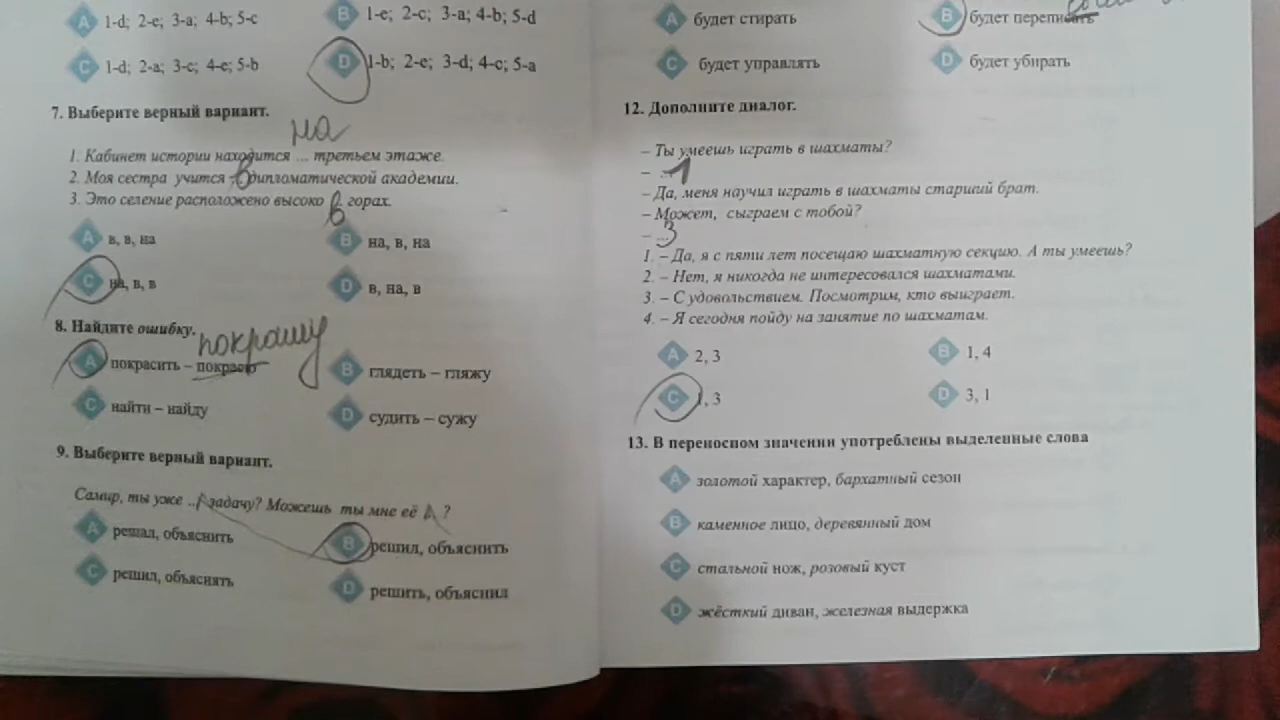 A 1-d; 2-e; 3-a; 4-b; 5-c
B 1-e; 2-c; 3-a; 4-b; 5-d
C 1-d; 2-a; 3-c; 4-e; 5-b
D 1-b; 2-e; 3-d; 4-c; 5-a
7. Выберите верный вариант.
на
1. Кабинет истории находится ... третьем этаже.
2. Моя сестра учится в дипломатической академии.
3. Это селение расположено высоко в горах.
A в, в, на
B на, в, на
C на, в, в
D в, на, в
8. Найдите ошибку.
покрашу
A покрасить – покрасю
B глядеть – гляжу
C найти – найду
D судить – сужу
9. Выберите верный вариант.
Самир, ты уже ... задачу? Можешь ты мне её ?
A решал, объяснить
B решил, объяснить
C решил, объяснять
D решить, объяснил
A будет стирать
B будет переписать
C будет управлять
D будет убирать
12. Дополните диалог.
– Ты умеешь играть в шахматы?
– ... 1
– Да, меня научил играть в шахматы старший брат.
– Может, сыграем с тобой?
– ... 3
1. – Да, я с пяти лет посещаю шахматную секцию. А ты умеешь?
2. – Нет, я никогда не интересовался шахматами.
3. – С удовольствием. Посмотрим, кто выиграет.
4. – Я сегодня пойду на занятие по шахматам.
A 2, 3
B 1, 4
C 1, 3
D 3, 1
13. В переносном значении употреблены выделенные слова
A золотой характер, бархатный сезон
B каменное лицо, деревянный дом
C стальной нож, розовый куст
D жёсткий диван, железная выдержка